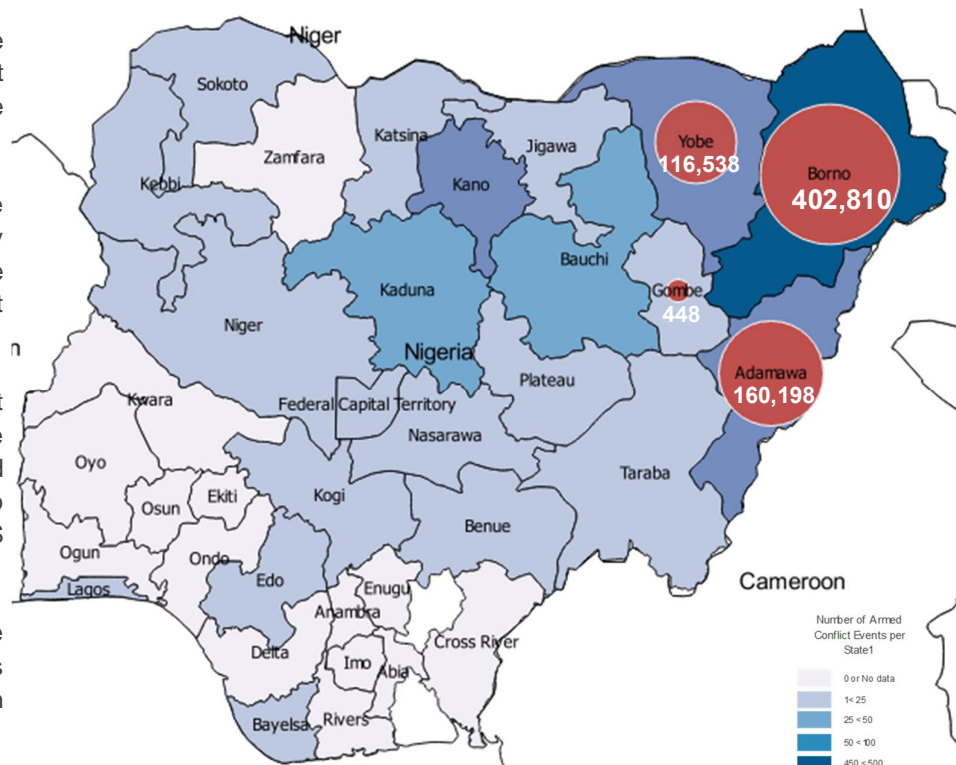 e
t
e
e
y
e
t
n
t
e
d
o
S
e
s
n
Niger
Sokoto
Katsina
Zamfara
Jigawa
Yobe
116,538
Borno
402,810
Kebbi
Kano
Bauchi
Kaduna
Gombe
448
Niger
Nigeria
Adamawa
160,198
Plateau
Kwara
Federal Capital Territory
Nasarawa
Oyo
Taraba
Osun
Ekiti
Kogi
Benue
Ogun
Ondo
Lagos
Edo
Enugu
Anambra
Cameroon
Delta
Imo
Abia
Cross River
Bayelsa
Rivers
Number of Armed
Conflict Events per
State1
0 or No data
1< 25
25 < 50
50 < 100
450 < 500